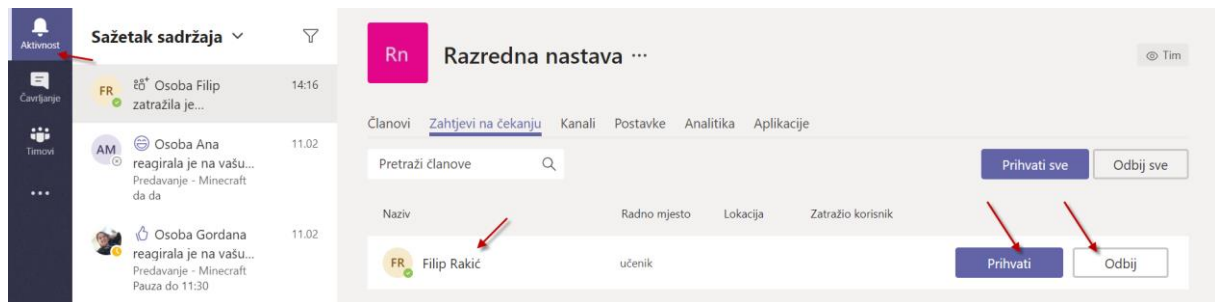 Aktivnost
Čavrljanje
Timovi
Sažetak sadržaja
FR
Osoba Filip
14:16
zatražila je...
AM
Osoba Ana
11.02
reagirala je na vašu...
Predavanje - Minecraft
da da
Osoba Gordana
11.02
reagirala je na vašu...
Predavanje - Minecraft
Pauza do 11:30
Rn
Razredna nastava ...
Tim
Članovi Zahtjevi na čekanju Kanali Postavke Analitika Aplikacije
Pretraži članove
Prihvati sve
Odbij sve
Naziv Radno mjesto Lokacija Zatražio korisnik
FR
Filip Rakić
učenik
Prihvati
Odbij